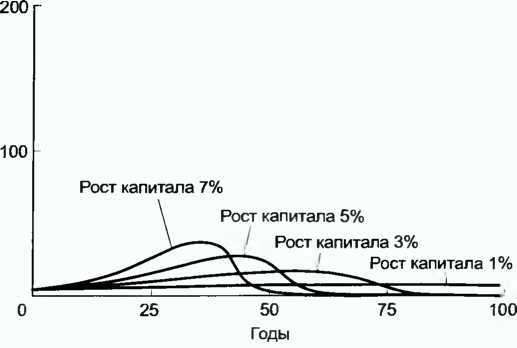 200
100
Рост капитала 7%
Рост капитала 5%
Рост капитала 3%
Рост капитала 1%
0 25 50 75 100
Годы